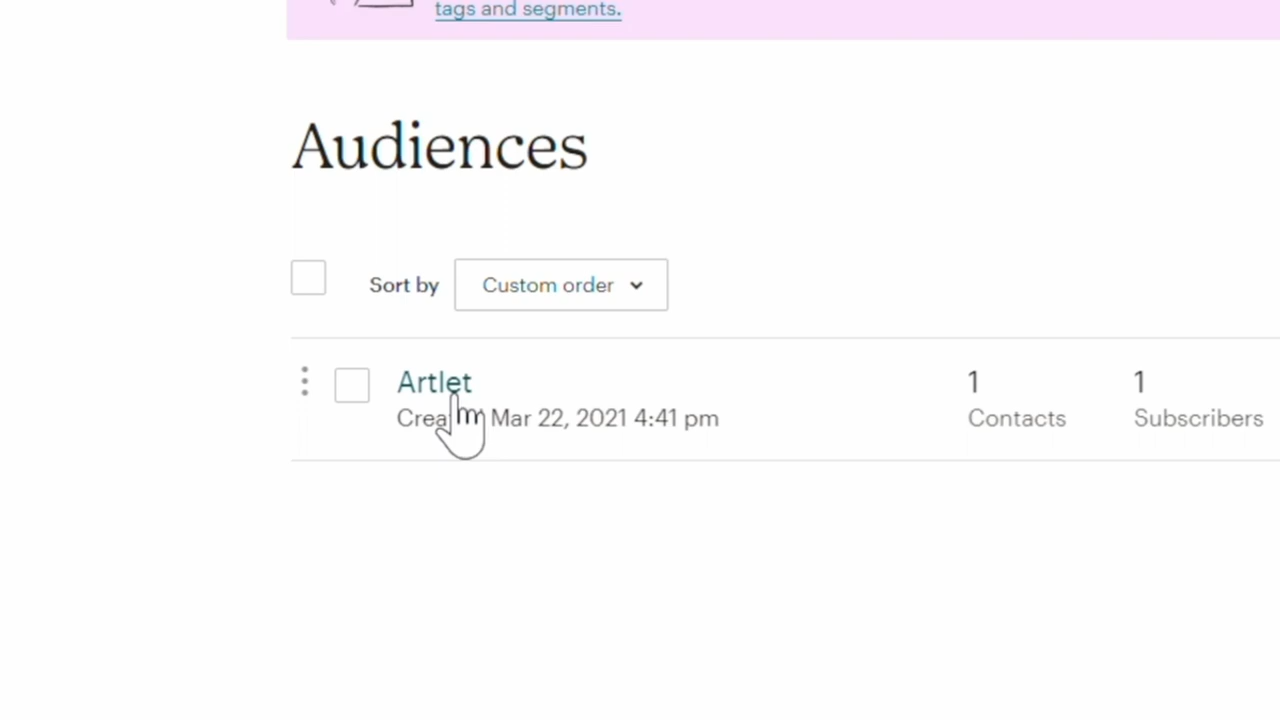 tags and segments.
Audiences
Sort by Custom order
Artlet 1 1
Mar 22, 2021 4:41 pm Contacts Subscribers